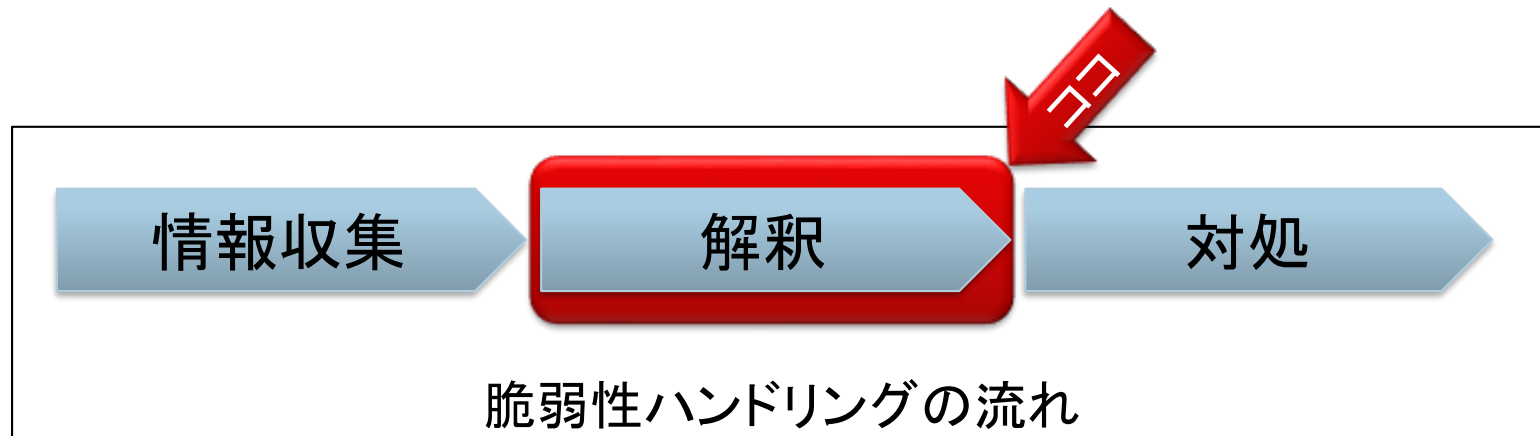 ココ
情報収集
解釈
対処
脆弱性ハンドリングの流れ